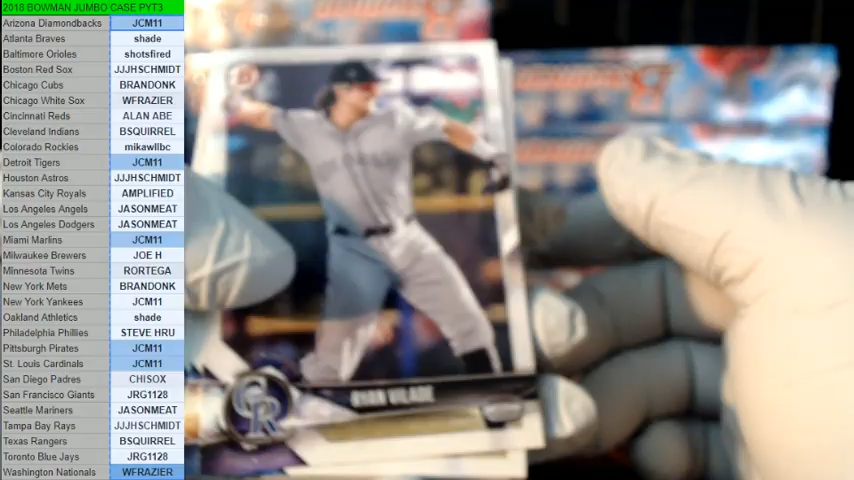 2018 BOWMAN JUMBO CASE PYT3
Arizona Diamondbacks JCM11
Atlanta Braves shade
Baltimore Orioles shotsfired
Boston Red Sox JJJHSCHMIDT
Chicago Cubs BRANDONK
Chicago White Sox WFRAZIER
Cincinnati Reds ALAN ABE
Cleveland Indians BSQUIRREL
Colorado Rockies mikawllbc
Detroit Tigers JCM11
Houston Astros JJJHSCHMIDT
Kansas City Royals AMPLIFIED
Los Angeles Angels JASONMEAT
Los Angeles Dodgers JASONMEAT
Miami Marlins JCM11
Milwaukee Brewers JOE H
Minnesota Twins RORTEGA
New York Mets BRANDONK
New York Yankees JCM11
Oakland Athletics shade
Philadelphia Phillies STEVE HRU
Pittsburgh Pirates JCM11
St. Louis Cardinals JCM11
San Diego Padres CHISOX
San Francisco Giants JRG1128
Seattle Mariners JASONMEAT
Tampa Bay Rays JJJHSCHMIDT
Texas Rangers BSQUIRREL
Toronto Blue Jays JRG1128
Washington Nationals WFRAZIER
RYAN VILADE
CR